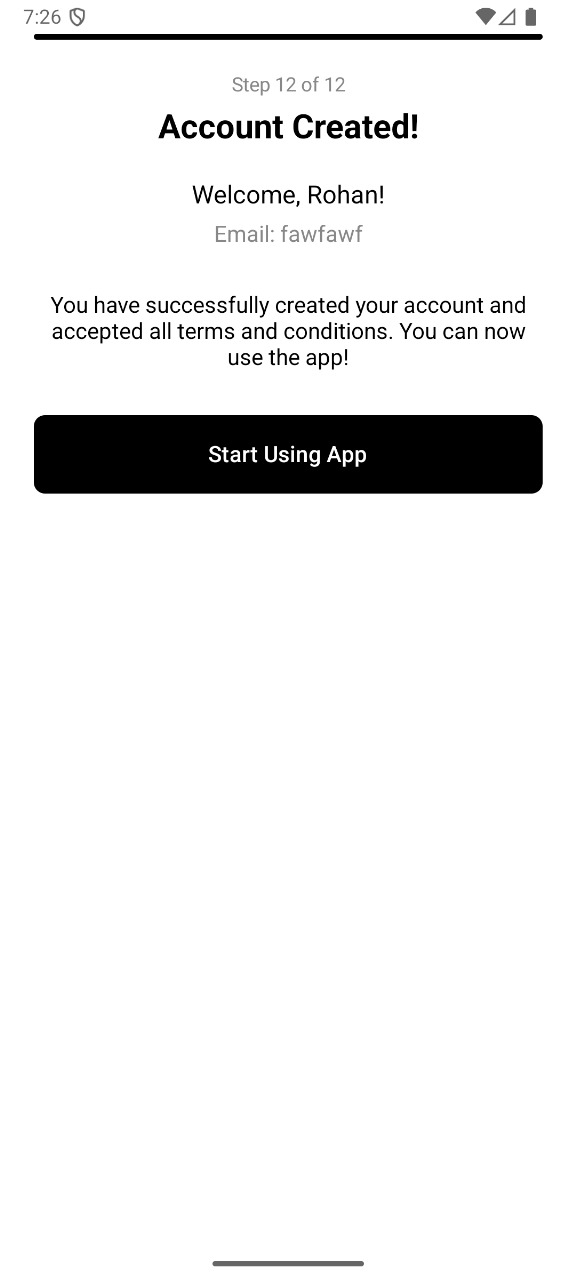 7:26
Step 12 of 12
Account Created!
Welcome, Rohan!
Email: fawfawf
You have successfully created your account and
accepted all terms and conditions. You can now
use the app!
Start Using App